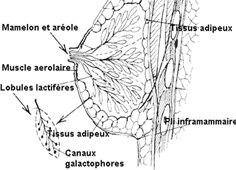 Mamelon et aréole
Tissus adipeux
Muscle aerolaire
Lobules lactifères
Pli inframammaire
Tissus adipeux
Canaux
galactophores